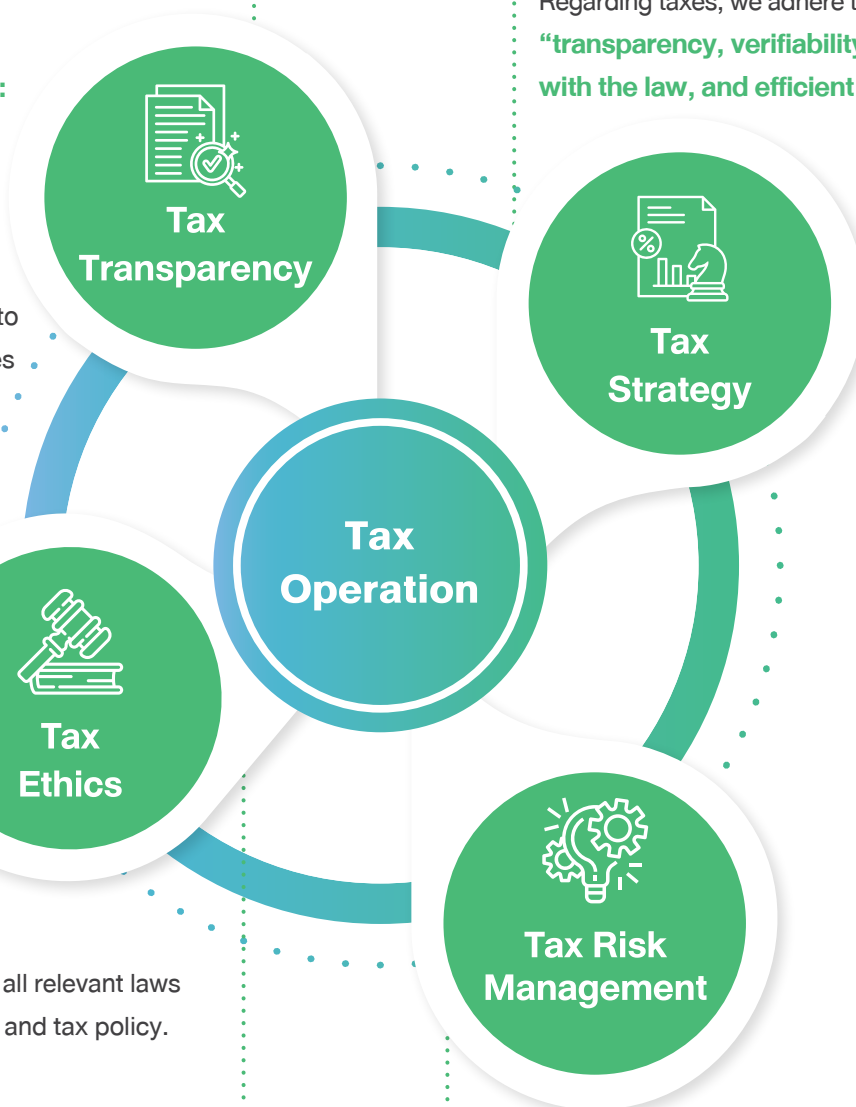 Regarding taxes, we adhere
“transparency, verifiability
with the law, and efficient
:
Tax
Transparency
Tax
Strategy
to
Tax
Operation
Tax
Ethics
Tax Risk
Management
all relevant laws
and tax policy.